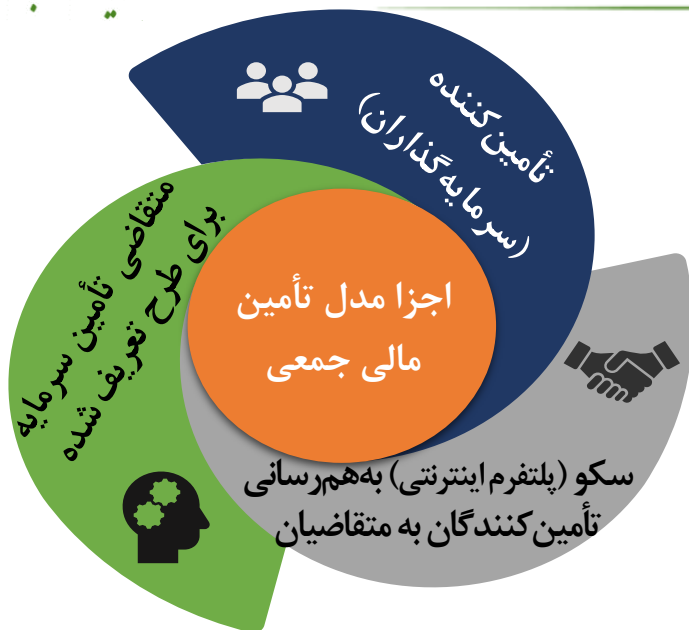 تأمین‌کننده
(سرمایه‌گذاران)
متقاضی تأمین سرمایه
برای طرح تعریف شده
اجزا مدل تأمین
مالی جمعی
سکو (پلتفرم اینترنتی) به‌هم‌رسانی
تأمین‌کنندگان به متقاضیان